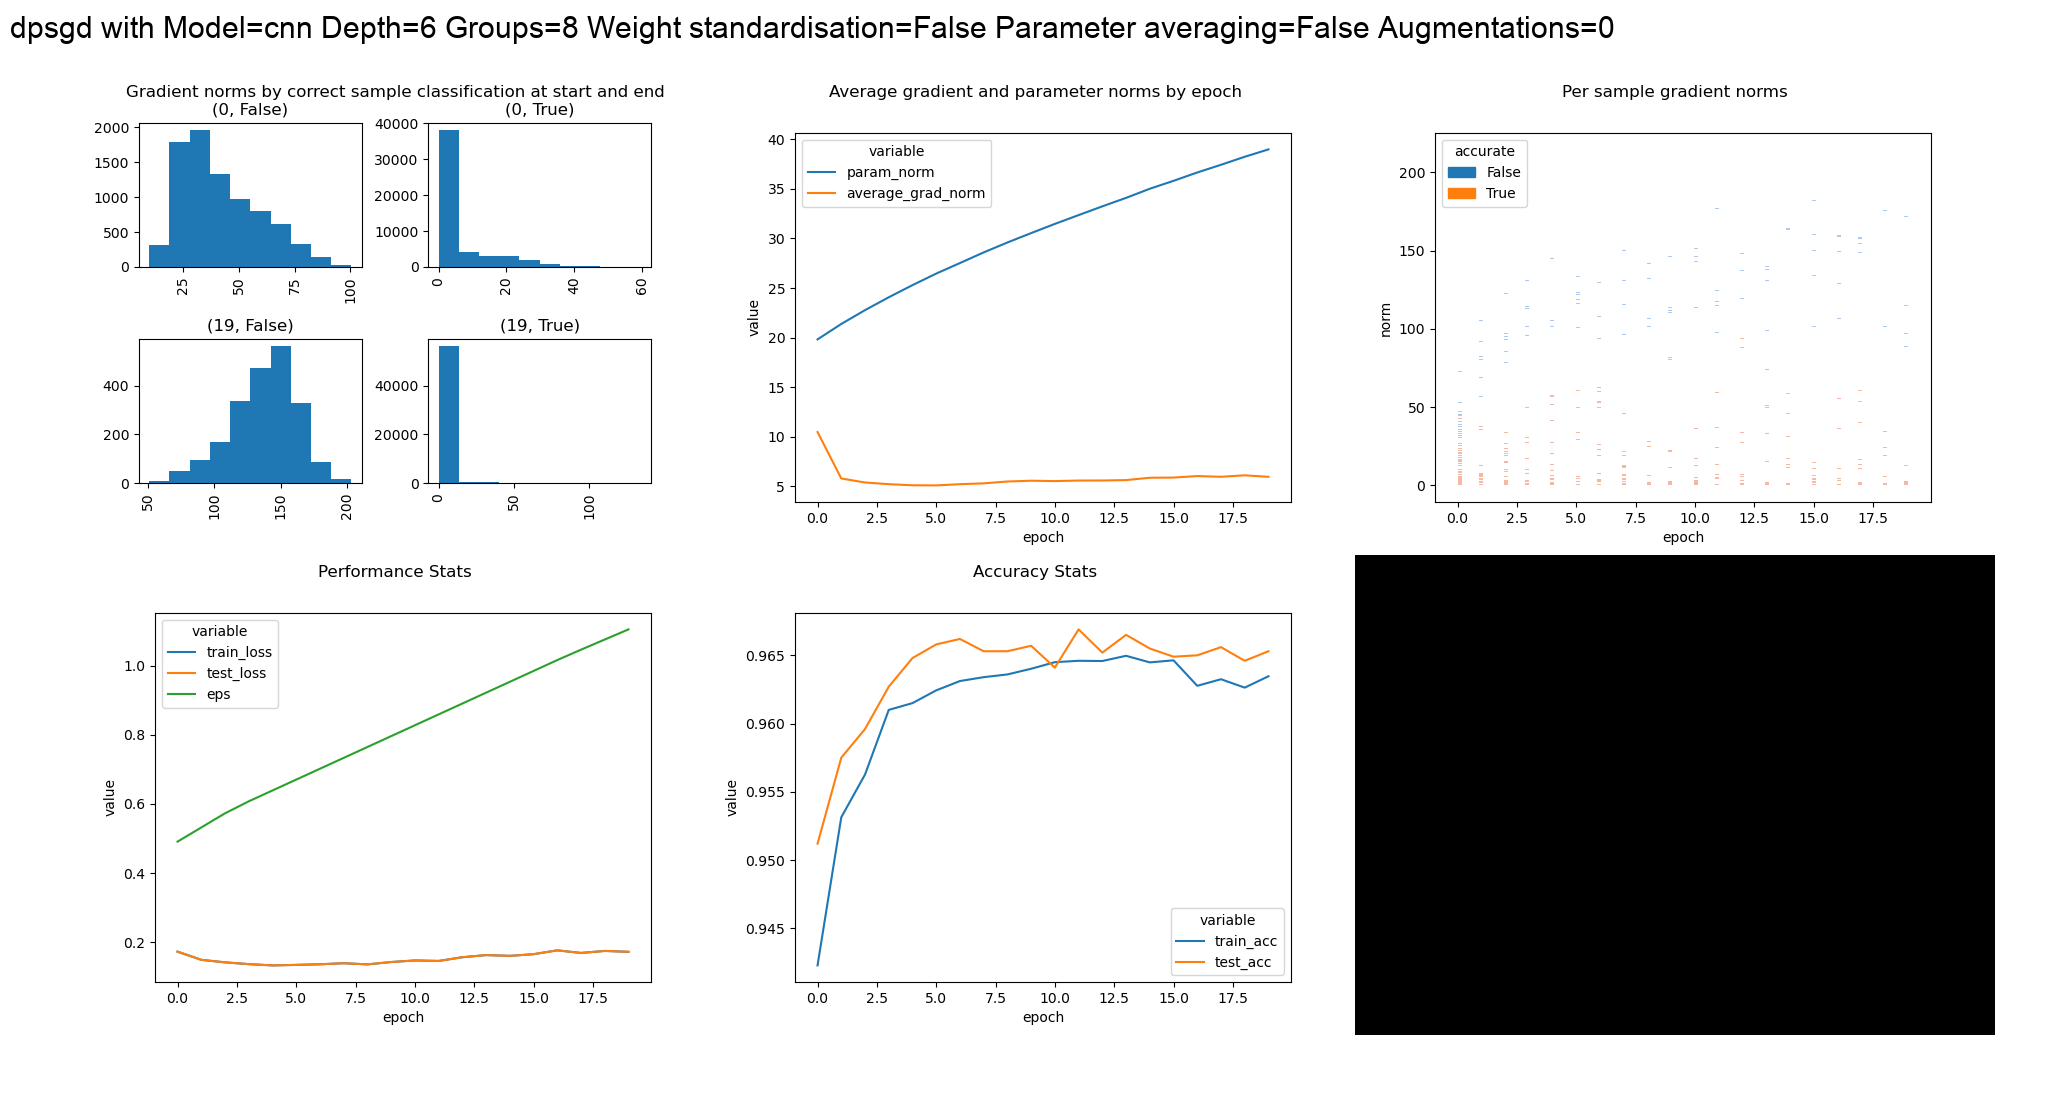 dpsgd with Model=cnn Depth=6 Groups=8 Weight standardisation=False Parameter averaging=False Augmentations=0
Gradient norms by correct sample classification at start and end
(0, False)
2000
1500
1000
500
0
25
50
75
100
(0, True)
40000
30000
20000
10000
0
0
20
40
60
(19, False)
400
200
0
50
100
150
200
(19, True)
40000
20000
0
0
50
100
Average gradient and parameter norms by epoch
variable
param_norm
average_grad_norm
value
40
35
30
25
20
15
10
5
0.0 2.5 5.0 7.5 10.0 12.5 15.0 17.5
epoch
Per sample gradient norms
accurate
False
True
norm
200
150
100
50
0
0.0 2.5 5.0 7.5 10.0 12.5 15.0 17.5
epoch
Performance Stats
variable
train_loss
test_loss
eps
value
1.0
0.8
0.6
0.4
0.2
0.0 2.5 5.0 7.5 10.0 12.5 15.0 17.5
epoch
Accuracy Stats
value
0.965
0.960
0.955
0.950
0.945
variable
train_acc
test_acc
0.0 2.5 5.0 7.5 10.0 12.5 15.0 17.5
epoch